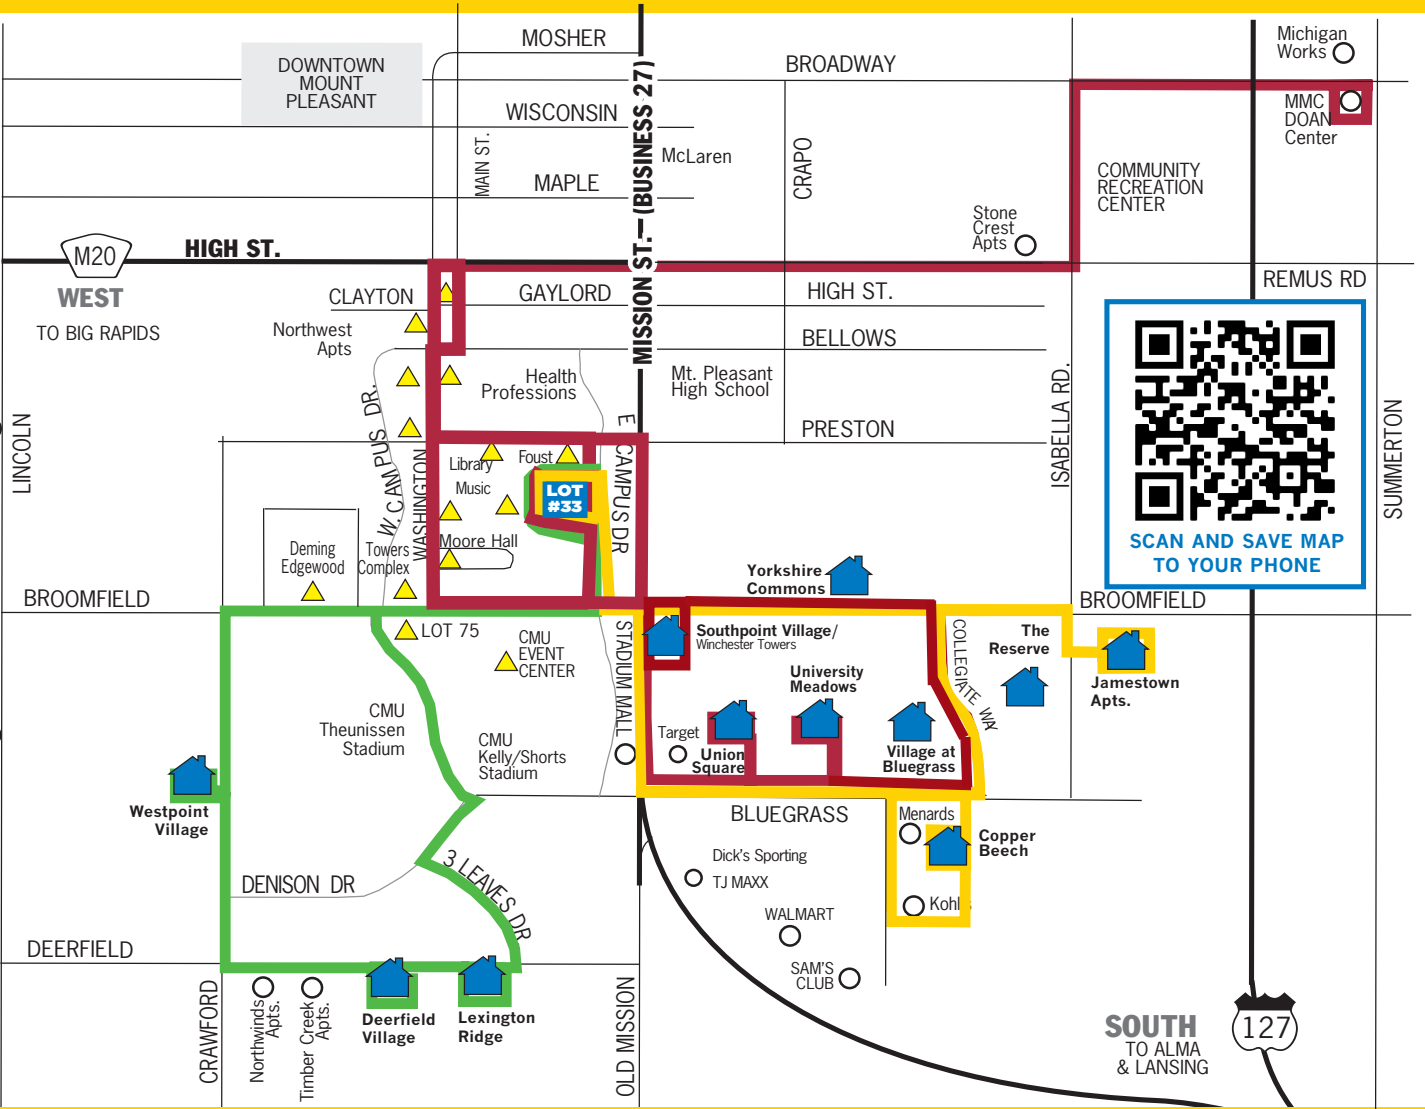 MOSHER
BROADWAY
Michigan
Works
DOWNTOWN
MOUNT
PLEASANT
WISCONSIN
MMC
DOAN
Center
MAIN ST.
MISSION ST. (BUSINESS 27)
McLaren
CRAPO
MAPLE
COMMUNITY
RECREATION
CENTER
Stone
Crest
Apts
M20
HIGH ST.
WEST
TO BIG RAPIDS
CLAYTON
GAYLORD
HIGH ST.
REMUS RD
Northwest
Apts
BELLOWS
Health
Professions
Mt. Pleasant
High School
W. CAMPUS DR.
E CAMPUS DR
ISABELLA RD.
SUMMERTON
LINCOLN
PRESTON
WASHINGTON
Library
Foust
Music
LOT
#33
Moore Hall
Deming
Edgewood
Towers
Complex
SCAN AND SAVE MAP
TO YOUR PHONE
Yorkshire
Commons
BROOMFIELD
BROOMFIELD
LOT 75
CMU
EVENT
CENTER
STADIUM MALL
Southpoint Village/
Winchester Towers
COLLEGIATE WAY
The
Reserve
University
Meadows
Jamestown
Apts.
CMU
Theunissen
Stadium
CMU
Kelly/Shorts
Stadium
Target
Union
Square
Village at
Bluegrass
Westpoint
Village
BLUEGRASS
Menards
Copper
Beech
3 LEAVES DR
Dick's Sporting
TJ MAXX
DENISON DR
Kohls
WALMART
DEERFIELD
SAM'S
CLUB
CRAWFORD
Northwinds
Apts.
Timber Creek
Apts.
Deerfield
Village
Lexington
Ridge
OLD MISSION
SOUTH
TO ALMA
& LANSING
127